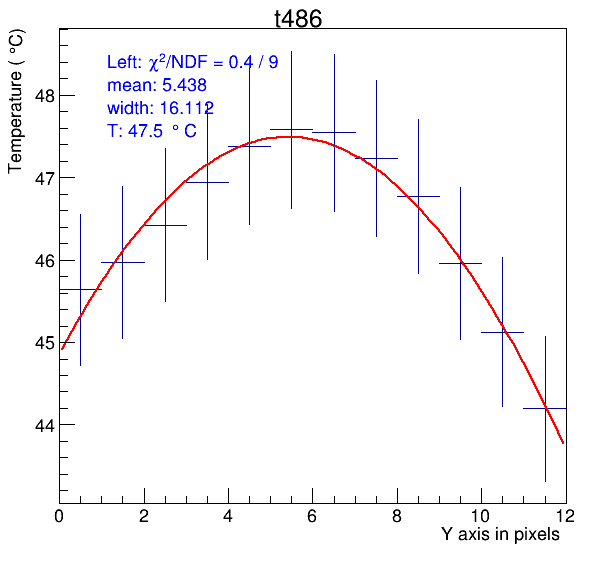 t486
Temperature ( °C)
Left: χ²/NDF = 0.4 / 9
mean: 5.438
width: 16.112
T: 47.5 ° C
48
47
46
45
44
0 2 4 6 8 10 12
Y axis in pixels